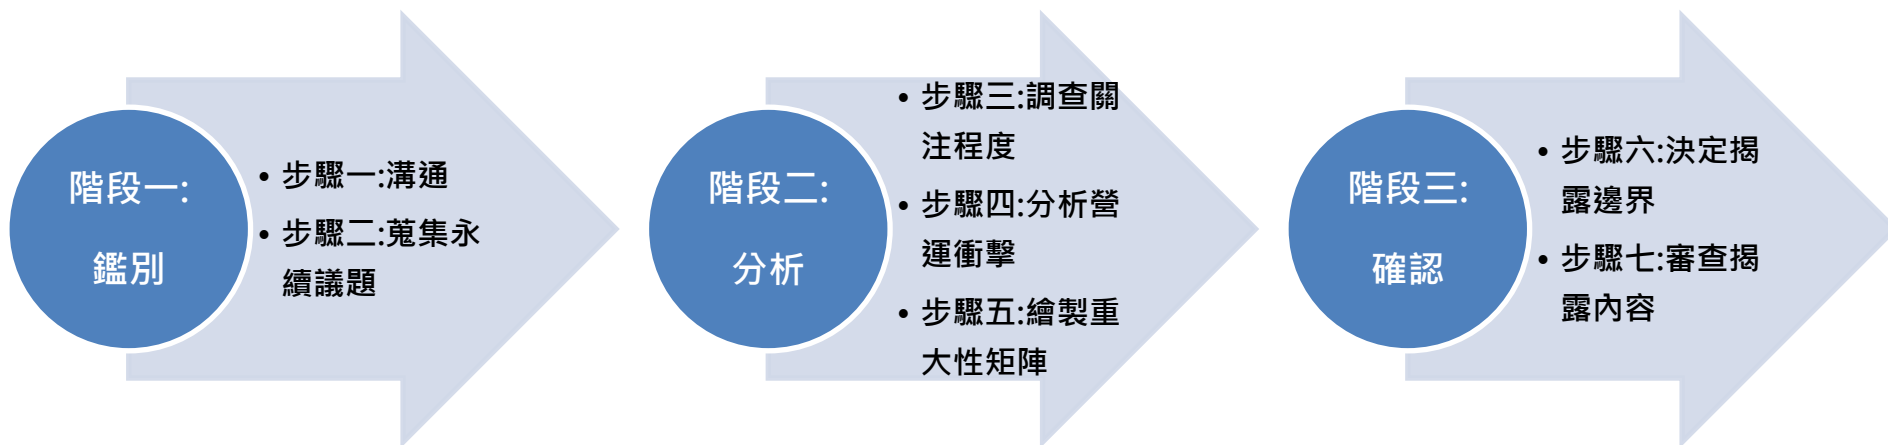 階段一:
鑑別
• 步驟一:溝通
• 步驟二:蒐集永
續議題
階段二:
分析
• 步驟三:調查關
注程度
• 步驟四:分析營
運衝擊
• 步驟五:繪製重
大性矩陣
階段三:
確認
• 步驟六:決定揭
露邊界
• 步驟七:審查揭
露內容